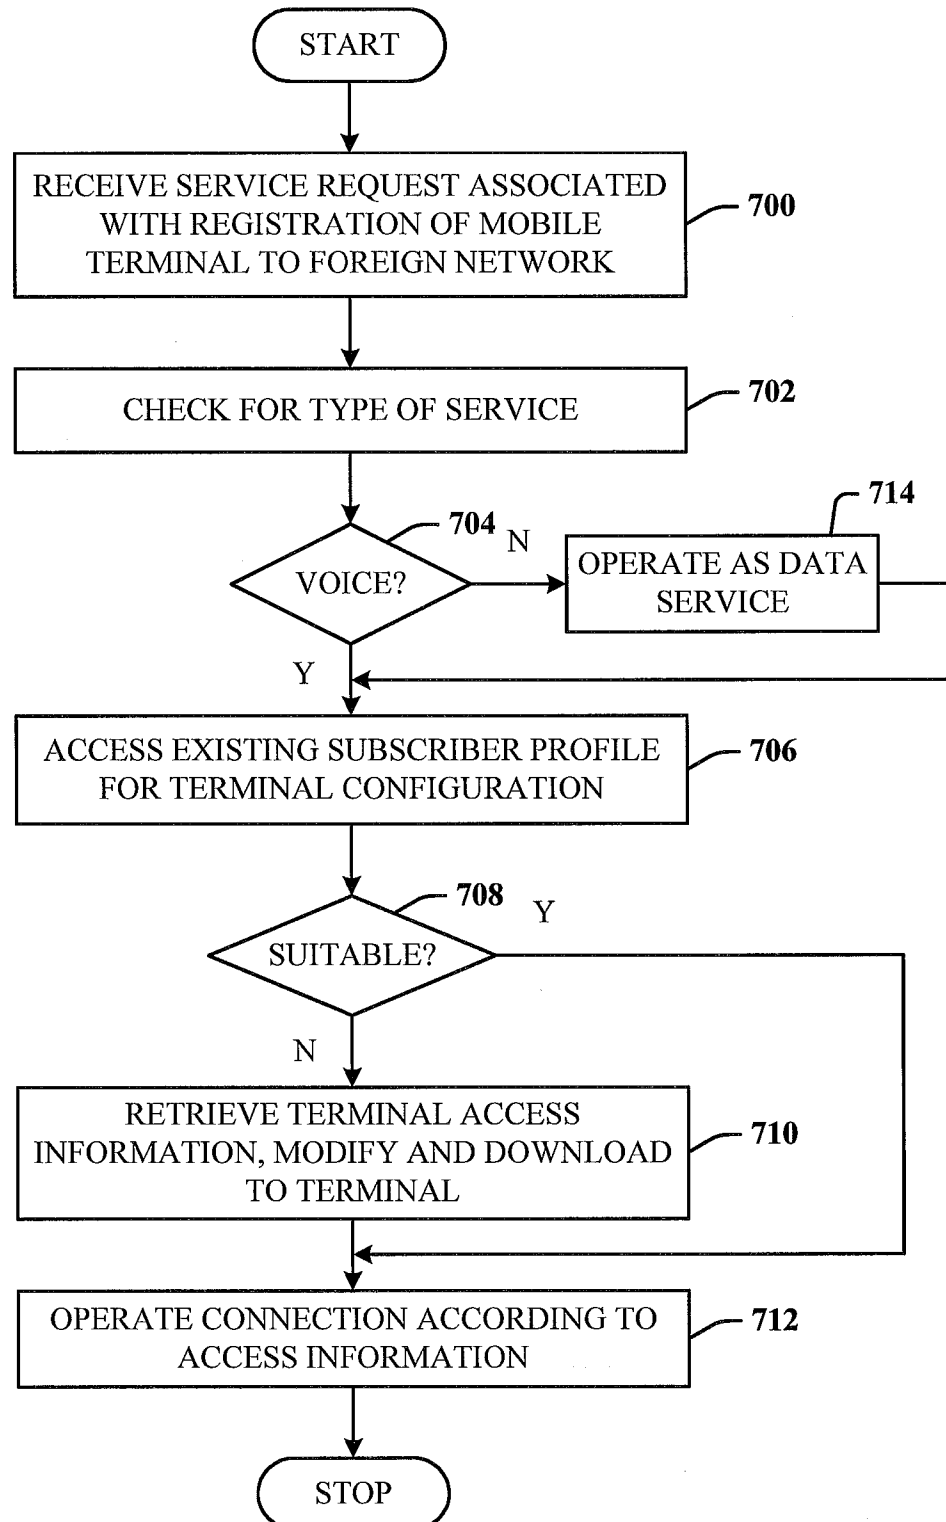 START
RECEIVE SERVICE REQUEST ASSOCIATED
WITH REGISTRATION OF MOBILE
TERMINAL TO FOREIGN NETWORK
700
CHECK FOR TYPE OF SERVICE
702
704
VOICE?
N
714
OPERATE AS DATA
SERVICE
Y
ACCESS EXISTING SUBSCRIBER PROFILE
FOR TERMINAL CONFIGURATION
706
708
SUITABLE?
Y
N
RETRIEVE TERMINAL ACCESS
INFORMATION, MODIFY AND DOWNLOAD
TO TERMINAL
710
OPERATE CONNECTION ACCORDING TO
ACCESS INFORMATION
712
STOP